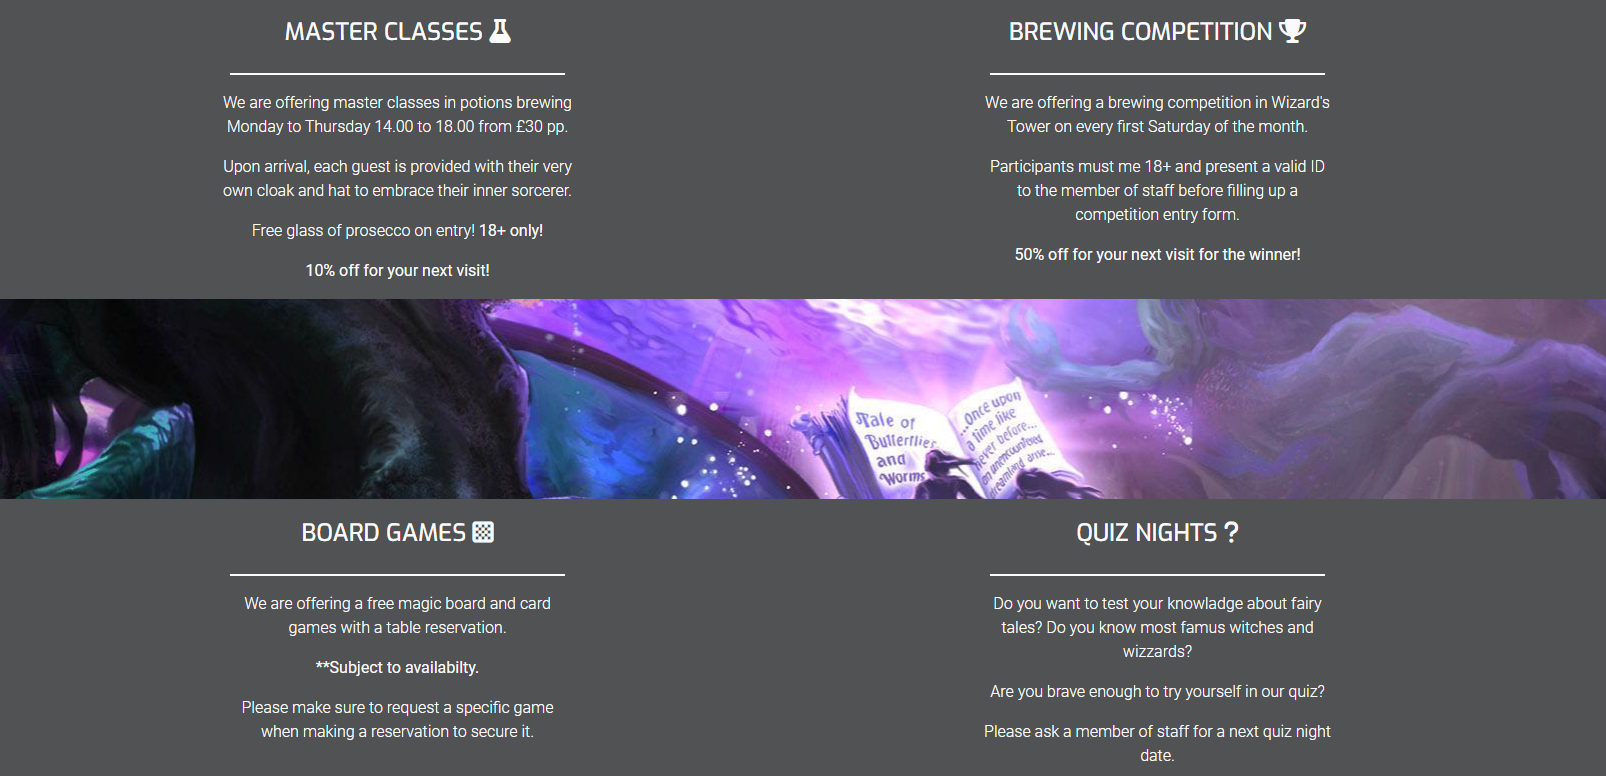 MASTER CLASSES
We are offering master classes in potions brewing
Monday to Thursday 14.00 to 18.00 from £30 pp.
Upon arrival, each guest is provided with their very
own cloak and hat to embrace their inner sorcerer.
Free glass of prosecco on entry! 18+ only!
10% off for your next visit!
BREWING COMPETITION
We are offering a brewing competition in Wizard's
Tower on every first Saturday of the month.
Participants must me 18+ and present a valid ID
to the member of staff before filling up a
competition entry form.
50% off for your next visit for the winner!
Tale of
Butterflies
and
Worms
...Once upon
a time like
never before...
an unencountered
dreamland arise...
BOARD GAMES
We are offering a free magic board and card
games with a table reservation.
**Subject to availabilty.
Please make sure to request a specific game
when making a reservation to secure it.
QUIZ NIGHTS ?
Do you want to test your knowladge about fairy
tales? Do you know most famus witches and
wizzards?
Are you brave enough to try yourself in our quiz?
Please ask a member of staff for a next quiz night
date.